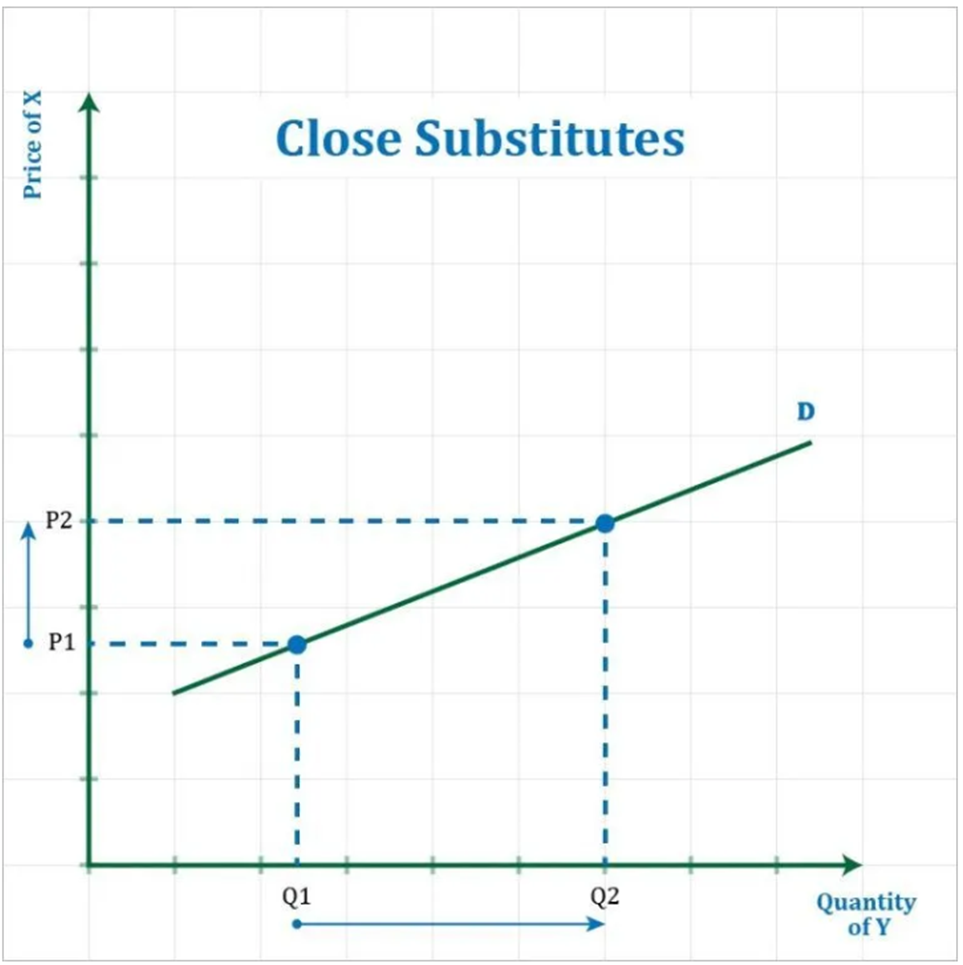 Price of X
Close Substitutes
D
P2
P1
Q1
Q2
Quantity
of Y